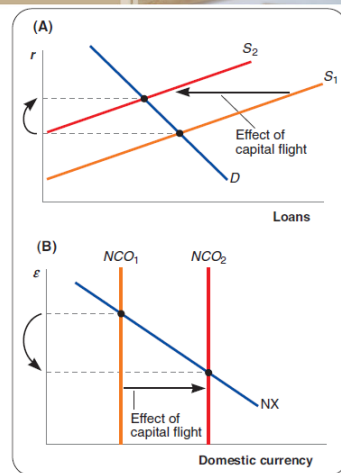 (A)
r
S2
S1
Effect of
capital flight
D
Loans
(B)
NCO1
NCO2
ε
NX
Effect of
capital flight
Domestic currency